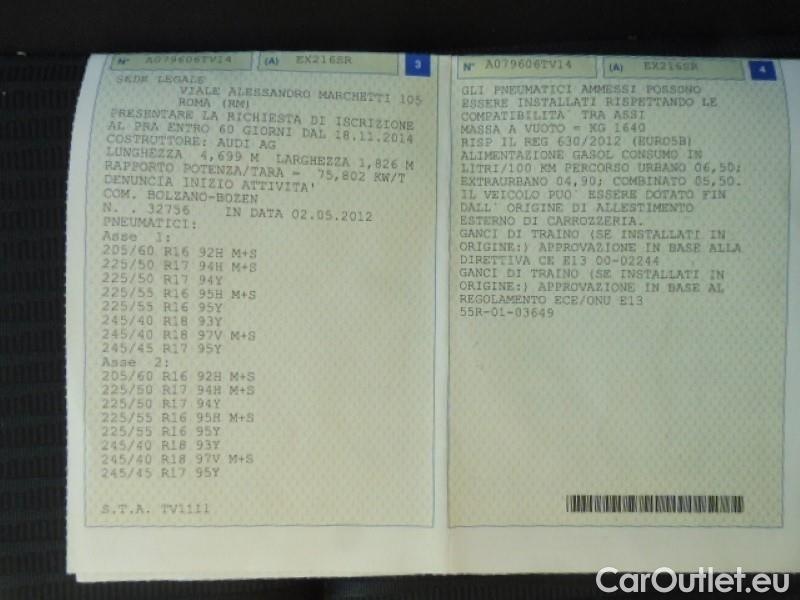 N° A079606TV14 (A) EX216SR 3
SEDE LEGALE
VIALE ALESSANDRO MARCHETTI 105
ROMA (RM)
PRESENTARE LA RICHIESTA DI ISCRIZIONE
AL PRA ENTRO 60 GIORNI DAL 18.11.2014
COSTRUTTORE: AUDI AG
LUNGHEZZA 4,699 M LARGHEZZA 1,826 M
RAPPORTO POTENZA/TARA = 75,802 KW/T
DENUNCIA INIZIO ATTIVITA'
COM. BOLZANO-BOZEN
N. . 32756 IN DATA 02.05.2012
PNEUMATICI:
Asse 1:
205/60 R16 92H M+S
225/50 R17 94H M+S
225/50 R17 94Y
225/55 R16 95H M+S
225/55 R16 95Y
245/40 R18 93Y
245/40 R18 97V M+S
245/45 R17 95Y
Asse 2:
205/60 R16 92H M+S
225/50 R17 94H M+S
225/50 R17 94Y
225/55 R16 95H M+S
225/55 R16 95Y
245/40 R18 93Y
245/40 R18 97V M+S
245/45 R17 95Y
S.T.A. TV1111
N° A079606TV14 (A) EX216SR 4
GLI PNEUMATICI AMMESSI POSSONO
ESSERE INSTALLATI RISPETTANDO LE
COMPATIBILITA` TRA ASSI
MASSA A VUOTO = KG 1640
RISP IL REG 630/2012 (EURO5B)
ALIMENTAZIONE GASOL CONSUMO IN
LITRI/100 KM PERCORSO URBANO 06,50;
EXTRAURBANO 04,90; COMBINATO 05,50.
IL VEICOLO PUO` ESSERE DOTATO FIN
DALL`ORIGINE DI ALLESTIMENTO
ESTERNO DI CARROZZERIA.
GANCI DI TRAINO (SE INSTALLATI IN
ORIGINE:) APPROVAZIONE IN BASE ALLA
DIRETTIVA CE E13 00-02244
GANCI DI TRAINO (SE INSTALLATI IN
ORIGINE:) APPROVAZIONE IN BASE AL
REGOLAMENTO ECE/ONU E13
55R-01-03649
CarOutlet.eu